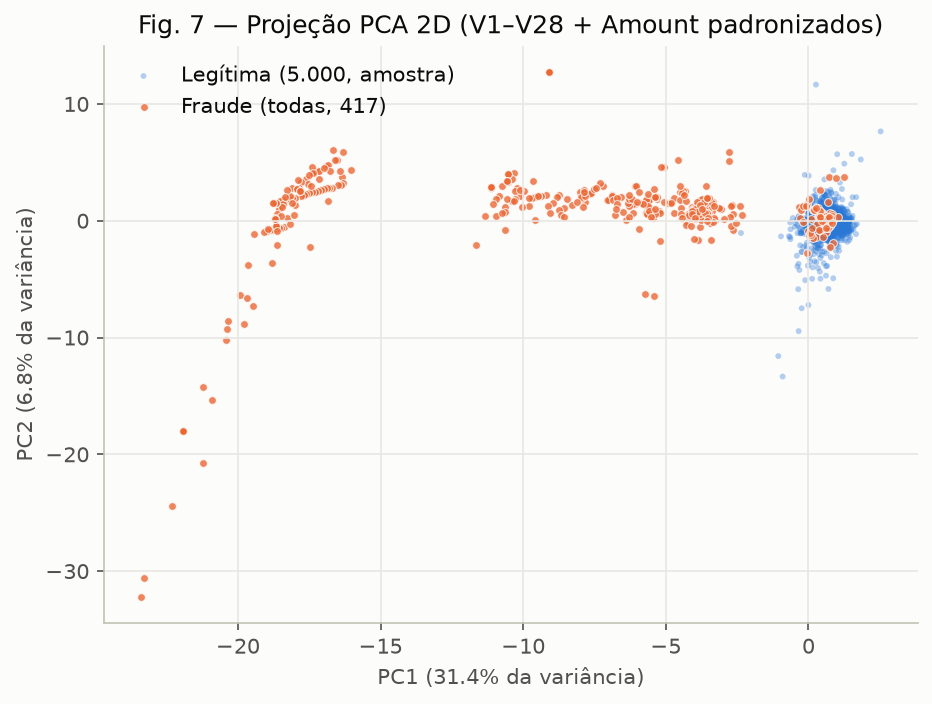 Fig. 7 — Projeção PCA 2D (V1–V28 + Amount padronizados)
Legítima (5.000, amostra)
Fraude (todas, 417)
PC2 (6.8% da variância)
10
0
−10
−20
−30
−20
−15
−10
−5
0
PC1 (31.4% da variância)